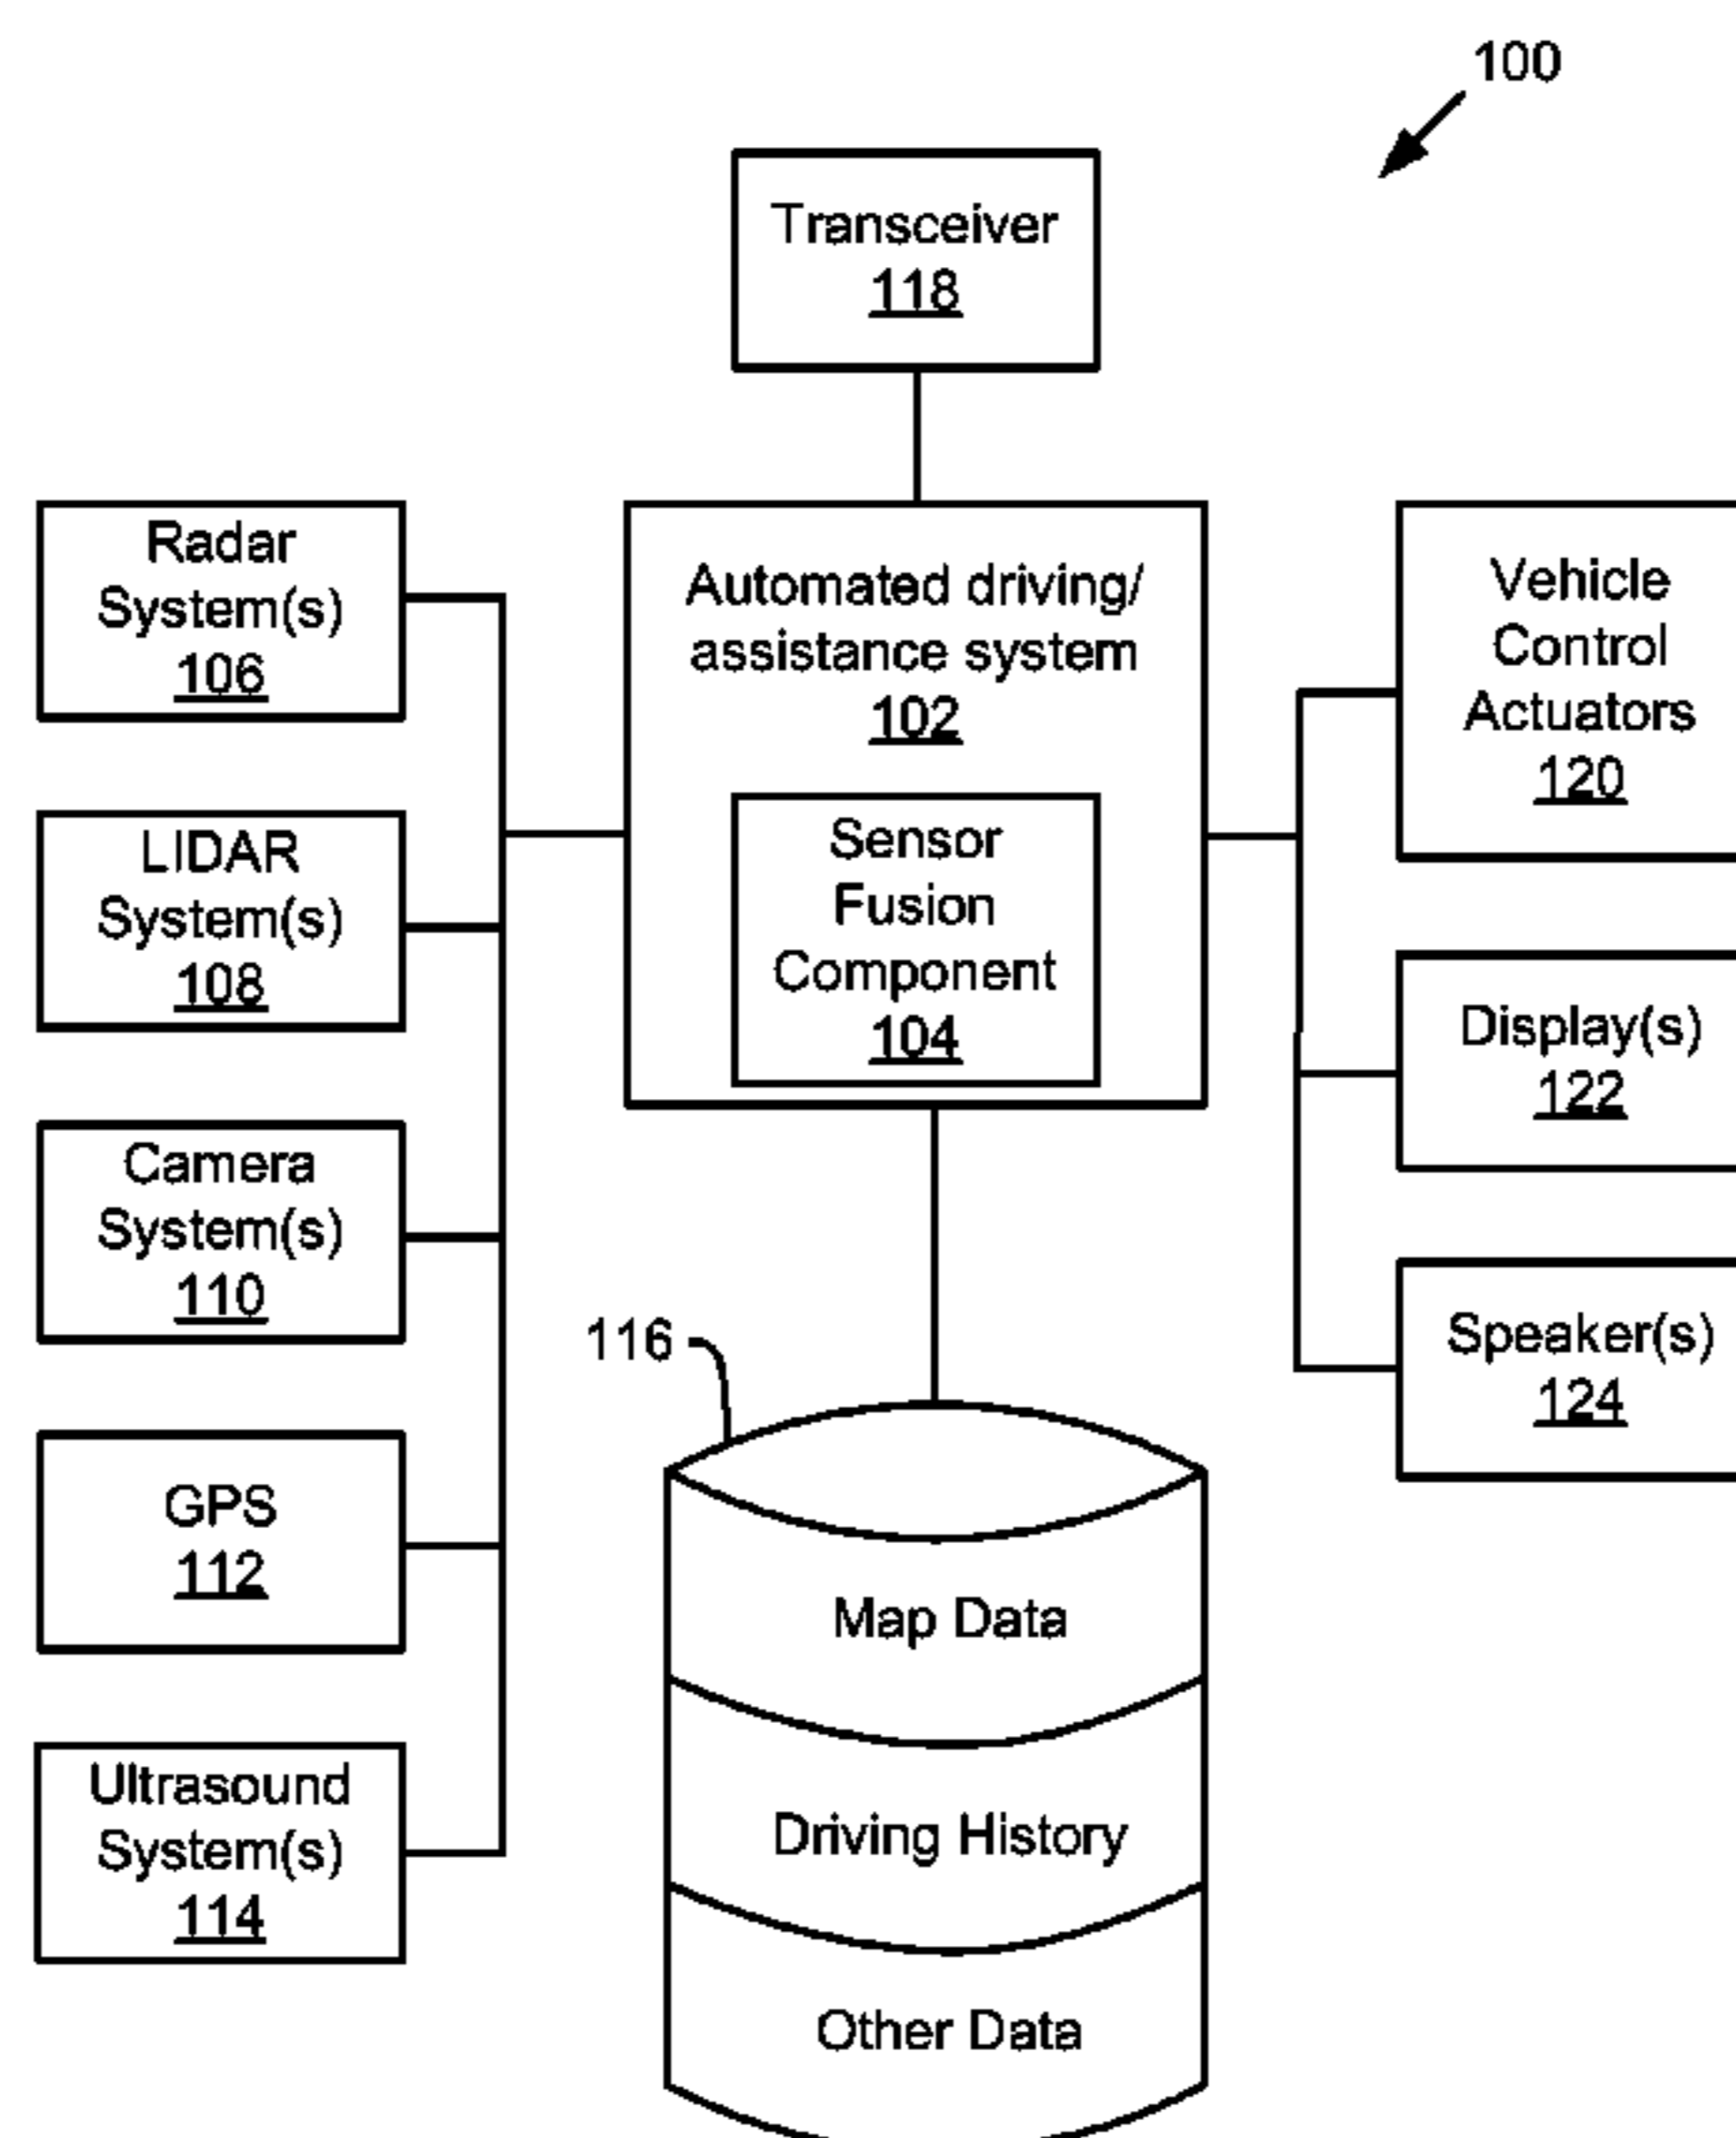 100
Transceiver
118
Radar
System(s)
106
LIDAR
System(s)
108
Camera
System(s)
110
GPS
112
Ultrasound
System(s)
114
Automated driving/
assistance system
102
Sensor
Fusion
Component
104
116
Map Data
Driving History
Other Data
Vehicle
Control
Actuators
120
Display(s)
122
Speaker(s)
124